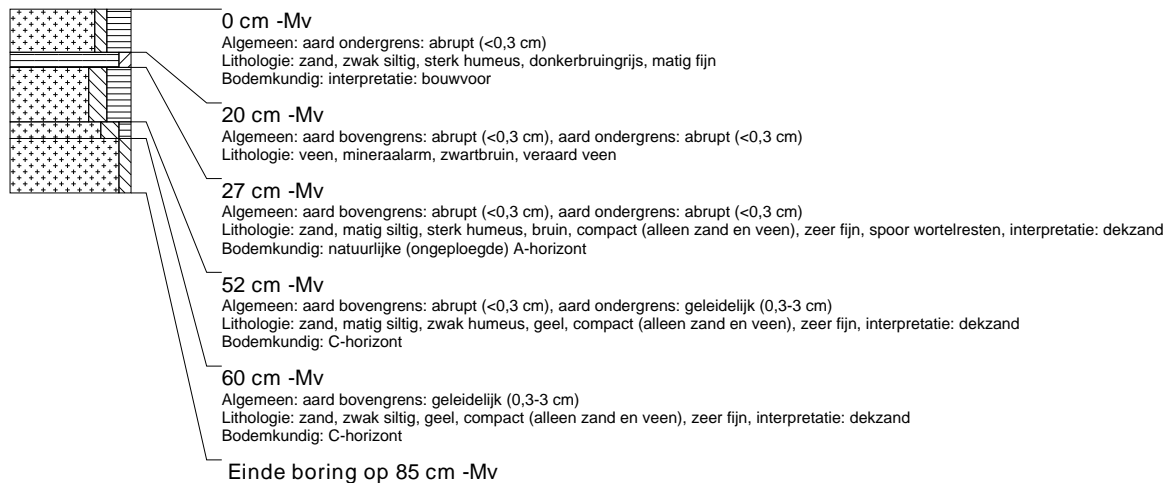 0 cm -Mv
Algemeen: aard ondergrens: abrupt (<0,3 cm)
Lithologie: zand, zwak siltig, sterk humeus, donkerbruingrijs, matig fijn
Bodemkundig: interpretatie: bouwvoor
20 cm -Mv
Algemeen: aard bovengrens: abrupt (<0,3 cm), aard ondergrens: abrupt (<0,3 cm)
Lithologie: veen, mineraalarm, zwartbruin, veraard veen
27 cm -Mv
Algemeen: aard bovengrens: abrupt (<0,3 cm), aard ondergrens: abrupt (<0,3 cm)
Lithologie: zand, matig siltig, sterk humeus, bruin, compact (alleen zand en veen), zeer fijn, spoor wortelresten, interpretatie: dekzand
Bodemkundig: natuurlijke (ongeploegde) A-horizont
52 cm -Mv
Algemeen: aard bovengrens: abrupt (<0,3 cm), aard ondergrens: geleidelijk (0,3-3 cm)
Lithologie: zand, matig siltig, zwak humeus, geel, compact (alleen zand en veen), zeer fijn, interpretatie: dekzand
Bodemkundig: C-horizont
60 cm -Mv
Algemeen: aard bovengrens: geleidelijk (0,3-3 cm)
Lithologie: zand, zwak siltig, geel, compact (alleen zand en veen), zeer fijn, interpretatie: dekzand
Bodemkundig: C-horizont
Einde boring op 85 cm -Mv